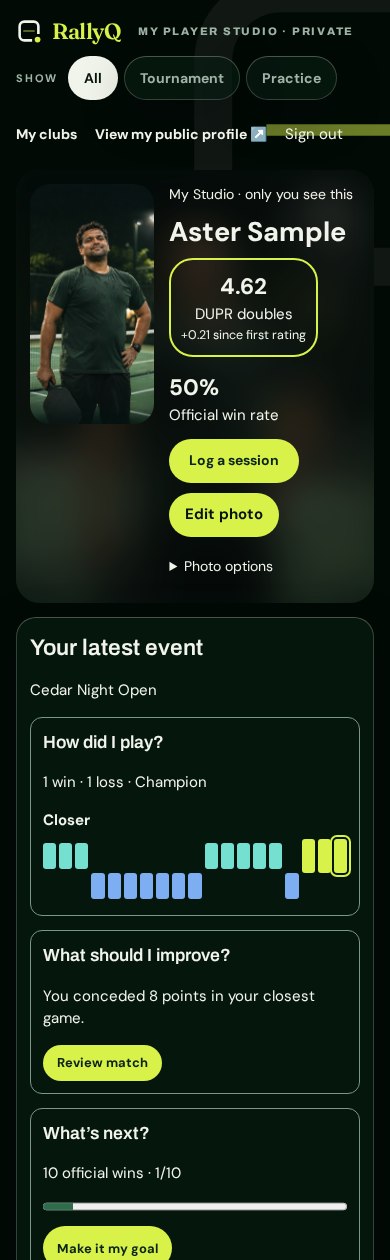 RallyQ MY PLAYER STUDIO · PRIVATE
SHOW All Tournament Practice
My clubs View my public profile ↗️ Sign out
My Studio · only you see this
Aster Sample
4.62
DUPR doubles
+0.21 since first rating
50%
Official win rate
Log a session
Edit photo
▶ Photo options
Your latest event
Cedar Night Open
How did I play?
1 win · 1 loss · Champion
Closer
What should I improve?
You conceded 8 points in your closest
game.
Review match
What’s next?
10 official wins · 1/10
Make it my goal